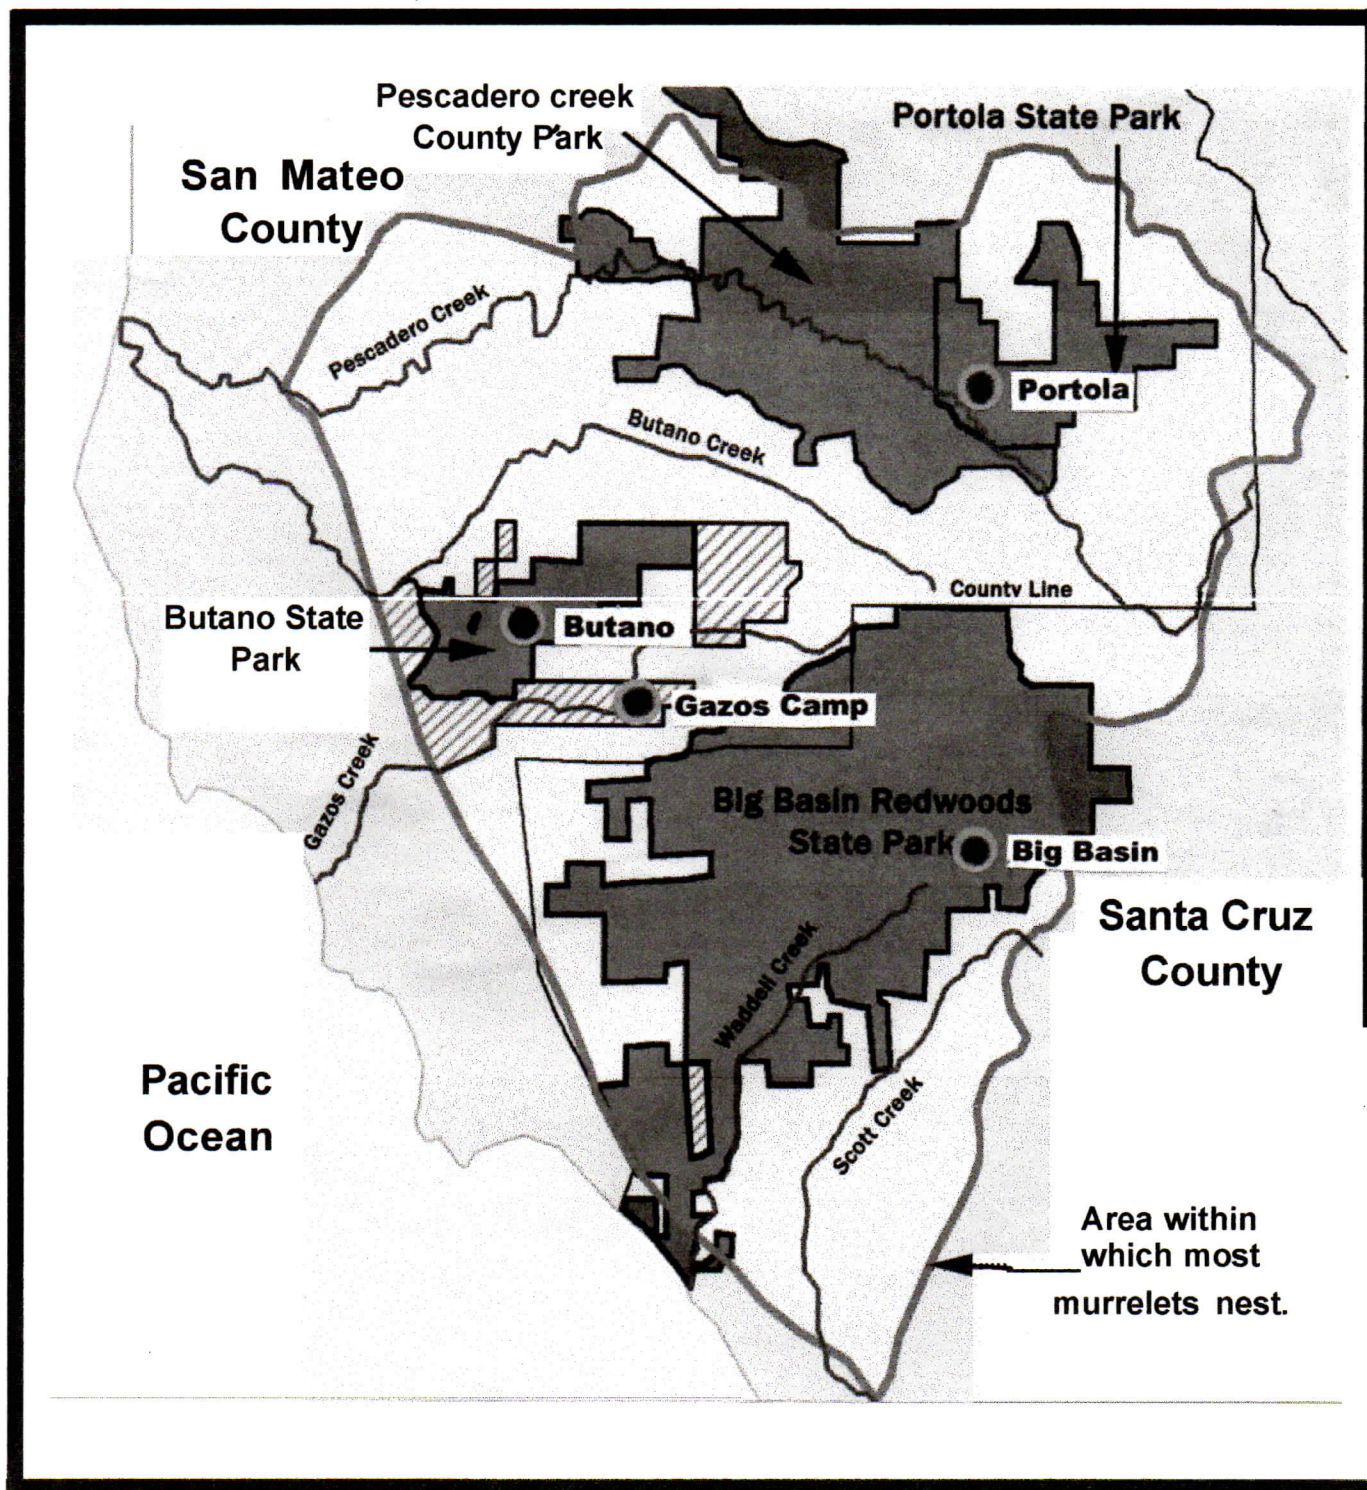 Pescadero creek
County Park
Portola State Park
San Mateo
County
Pescadero Creek
Portola
Butano Creek
County Line
Butano State
Park
Butano
Gazos Camp
Gazos Creek
Big Basin Redwoods
State Park
Big Basin
Santa Cruz
County
Waddell Creek
Pacific
Ocean
Scott Creek
Area within
which most
murrelets nest.